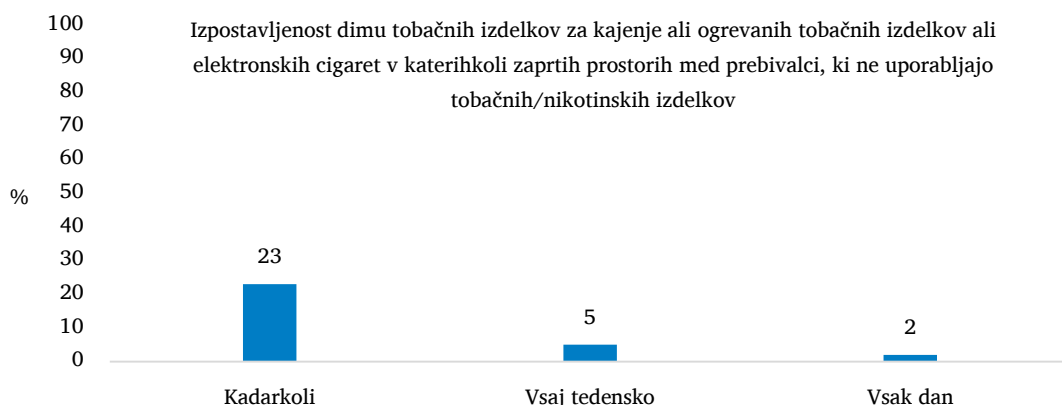 Izpostavljenost dimu tobačnih izdelkov za kajenje ali ogrevanih tobačnih izdelkov ali
elektronskih cigaret v katerihkoli zaprtih prostorih med prebivalci, ki ne uporabljajo
tobačnih/nikotinskih izdelkov
100
90
80
70
60
50
40
30
20
10
0
%
23
5
2
Kadarkoli
Vsaj tedensko
Vsak dan